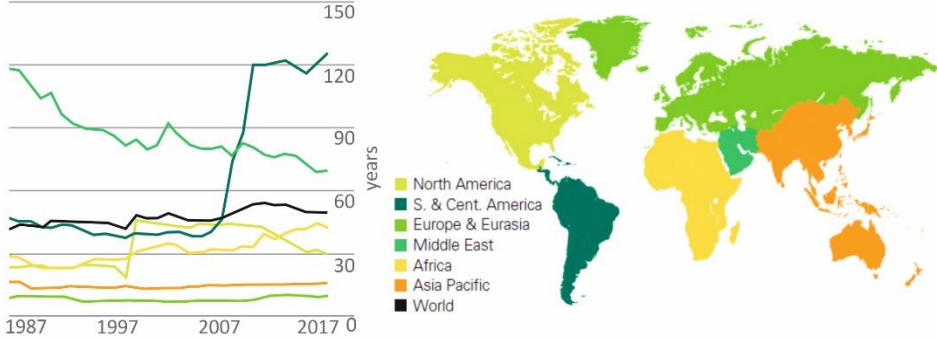 150
120
90
60
30
0
years
1987
1997
2007
2017
North America
S. & Cent. America
Europe & Eurasia
Middle East
Africa
Asia Pacific
World